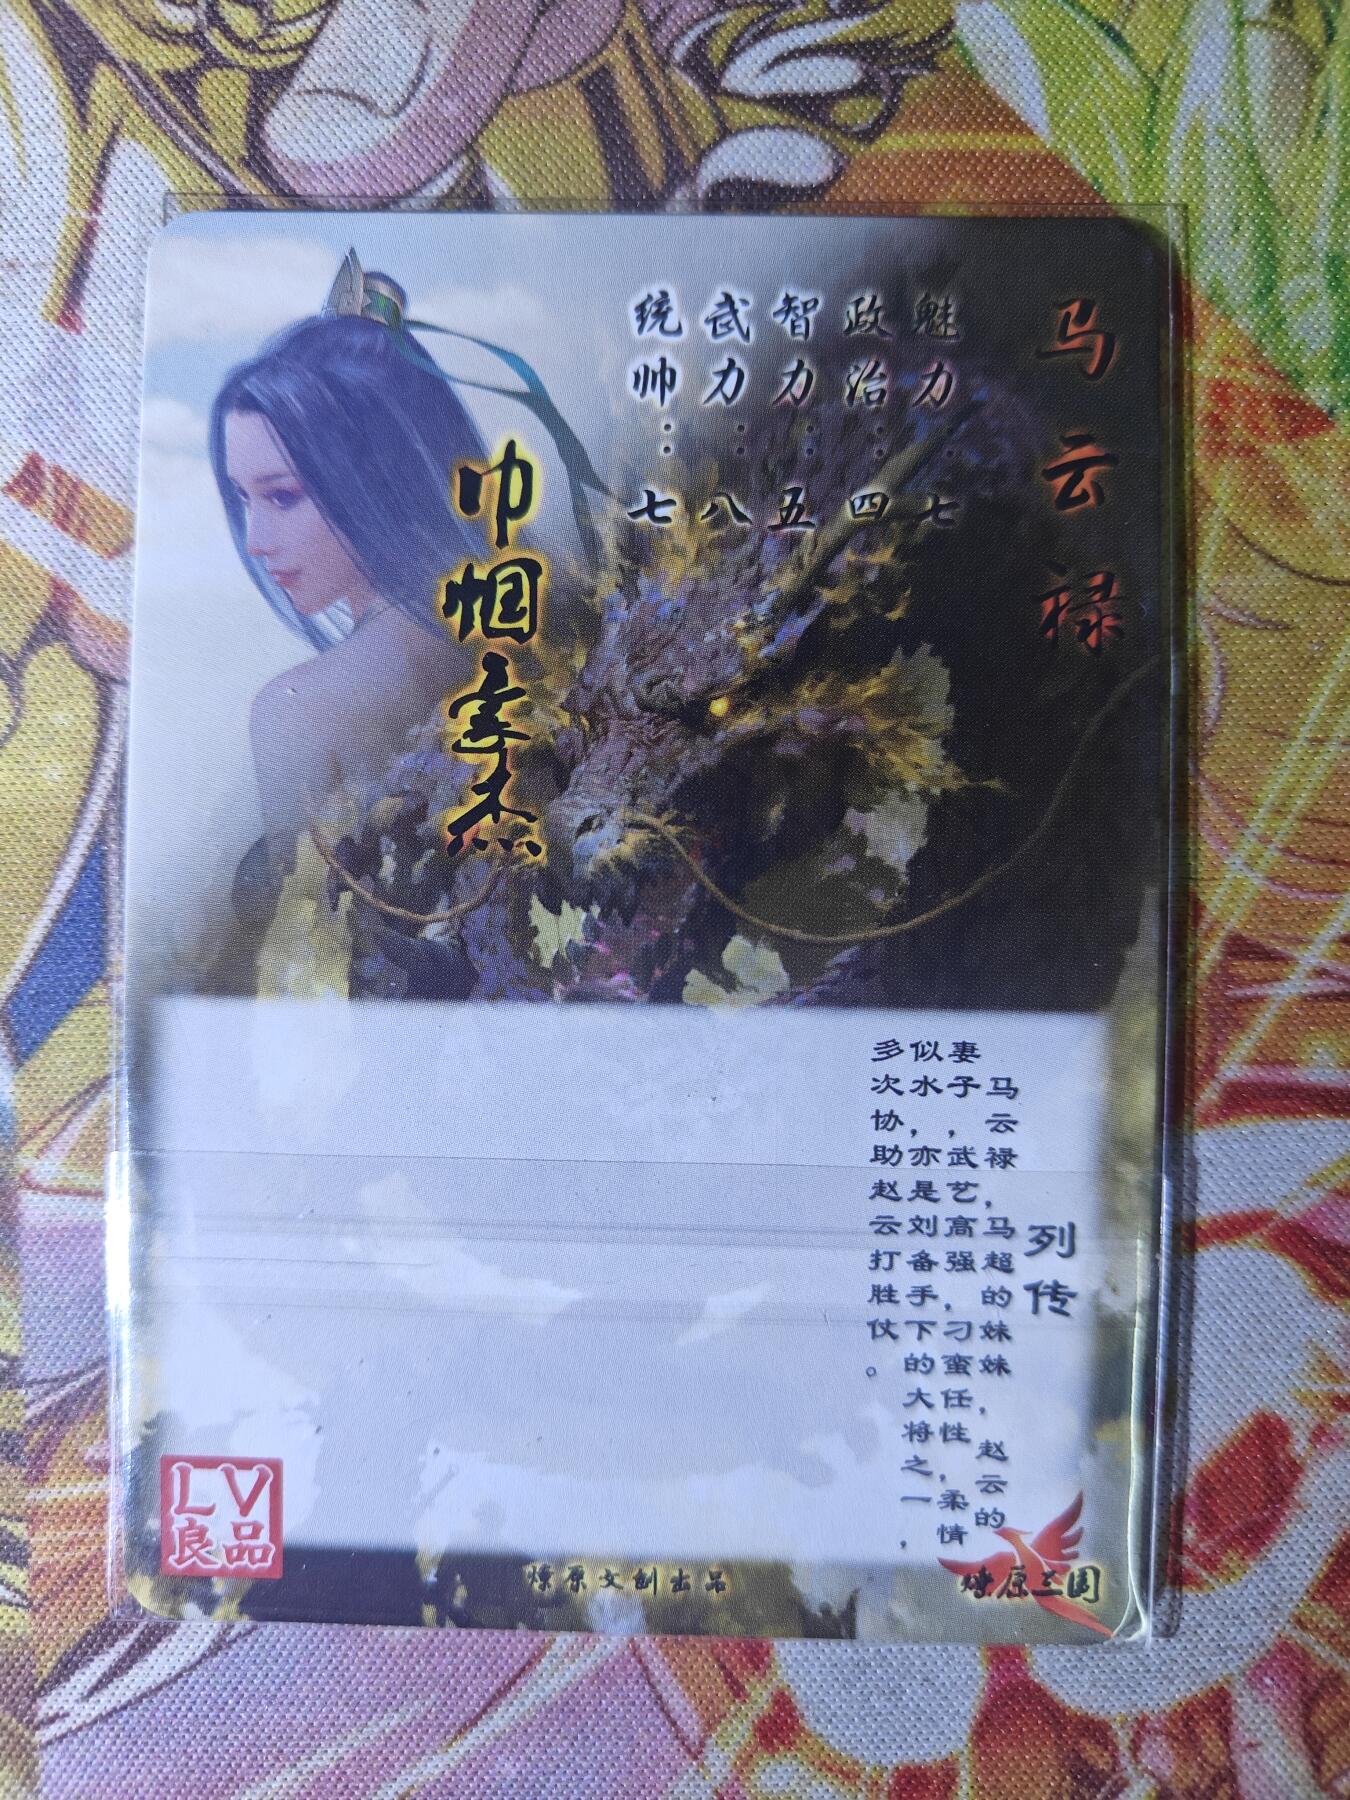 马云禄
魅力：七
政治：四
智力：五
武力：八
统帅：七
巾帼豪杰
列传
马云禄，马超的妹妹，赵云的
妻子，武艺高强，刁蛮任性，柔情
似水，亦是刘备手下的大将之一，
多次协助赵云打胜仗。
LV
良品
燎原文创出品
燎原三国